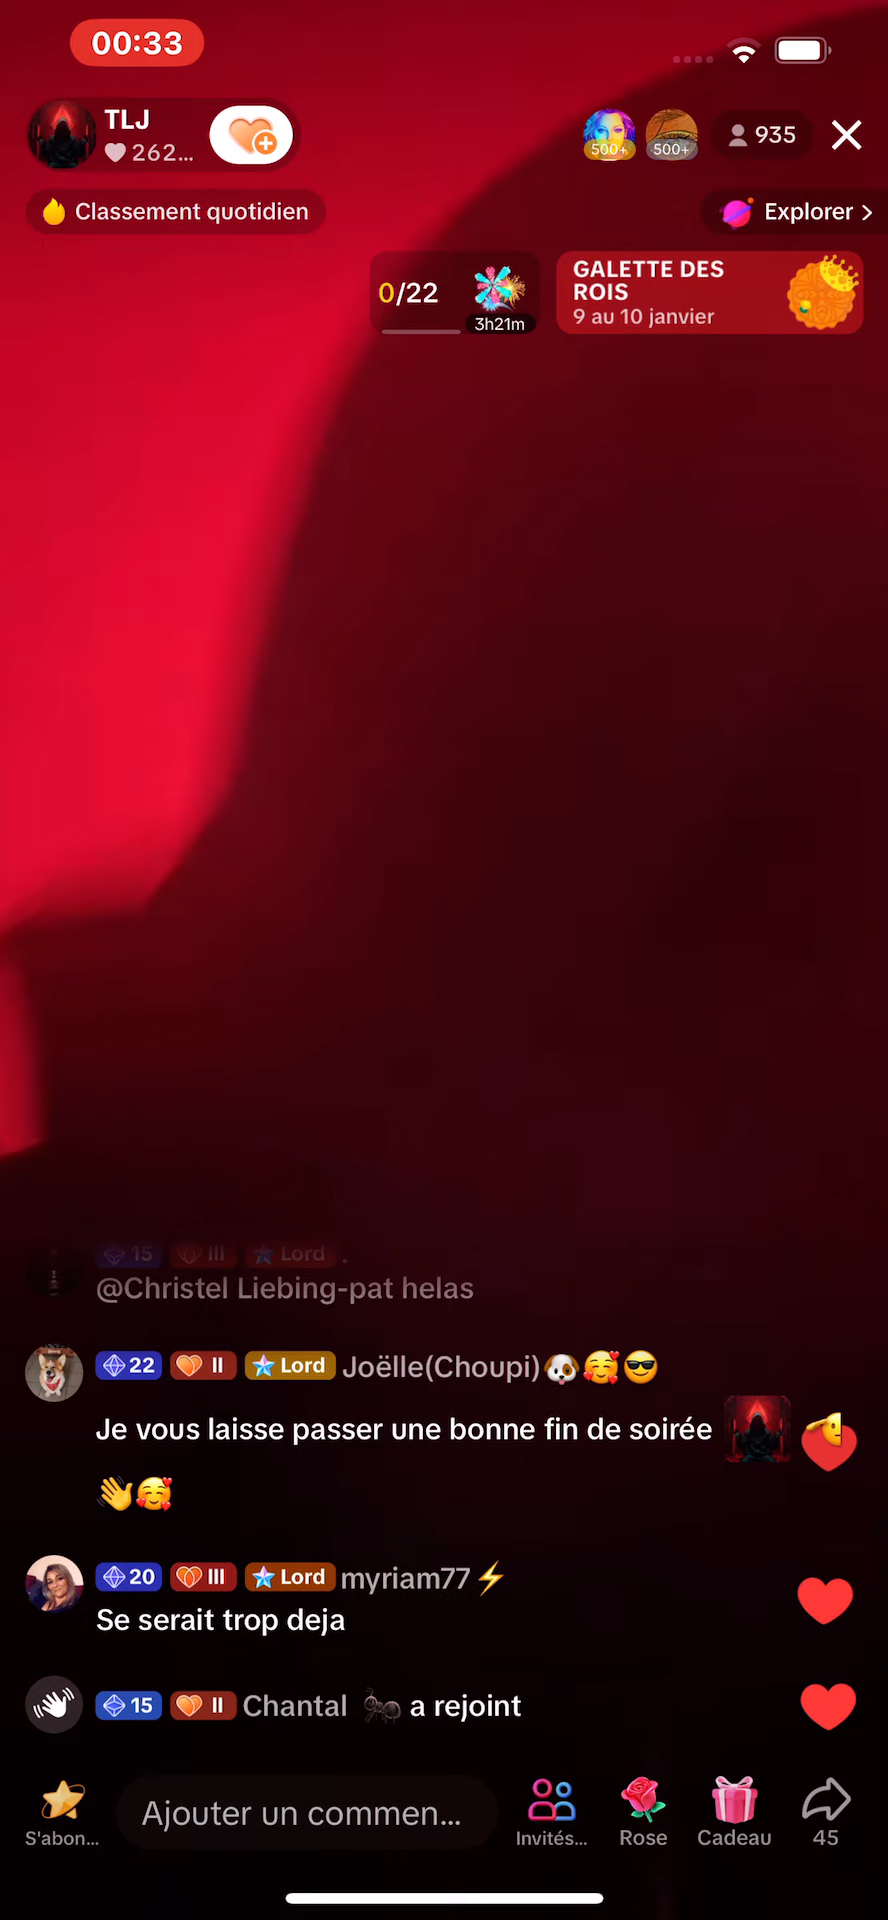 00:33
TLJ
262...
500+
500+
935
Classement quotidien
Explorer >
0/22
3h21m
GALETTE DES
ROIS
9 au 10 janvier
15 III Lord .
@Christel Liebing-pat helas
22 II Lord Joëlle(Choupi)🐶🥰😎
Je vous laisse passer une bonne fin de soirée
👋🥰
20 III Lord myriam77⚡
Se serait trop deja
15 II Chantal 🐜 a rejoint
S'abon...
Ajouter un commen...
Invités...
Rose
Cadeau
45